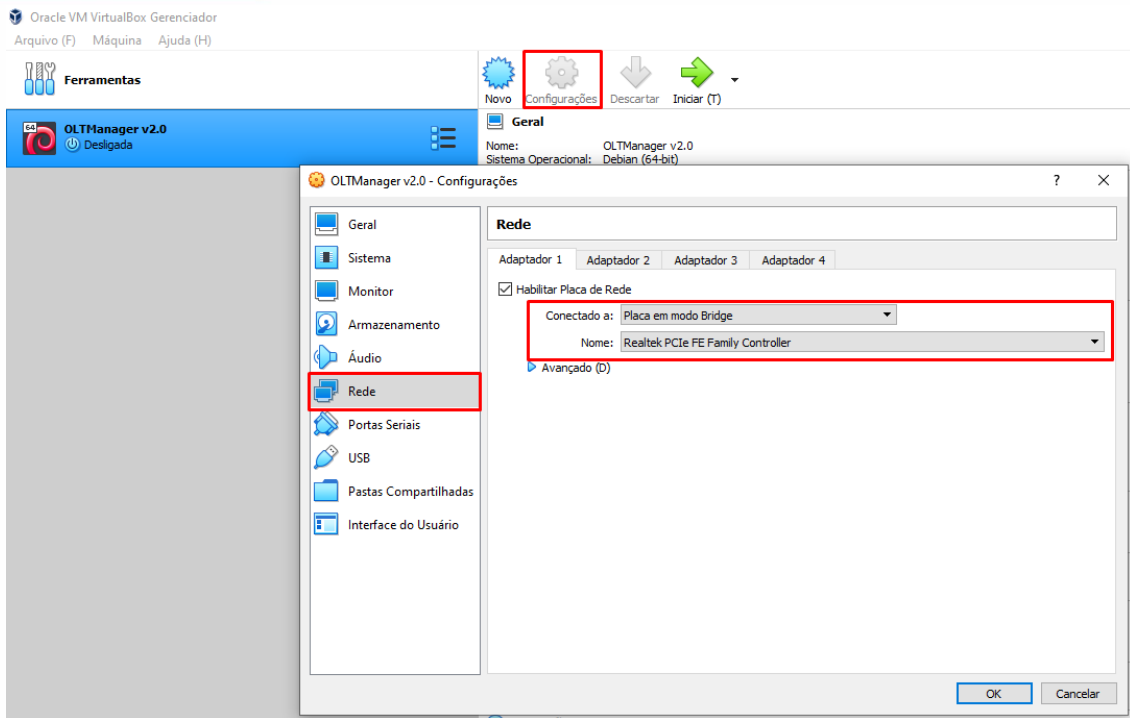 Oracle VM VirtualBox Gerenciador
Arquivo (F) Máquina Ajuda (H)
Ferramentas
Novo Configurações Descartar Iniciar (T)
64 OLTManager v2.0
Desligada
Geral
Nome: OLTManager v2.0
Sistema Operacional: Debian (64-bit)
OLTManager v2.0 - Configurações ? ×
Geral
Sistema
Monitor
Armazenamento
Áudio
Rede
Portas Seriais
USB
Pastas Compartilhadas
Interface do Usuário
Rede
Adaptador 1 Adaptador 2 Adaptador 3 Adaptador 4
Habilitar Placa de Rede
Conectado a: Placa em modo Bridge
Nome: Realtek PCIe FE Family Controller
Avançado (D)
OK Cancelar